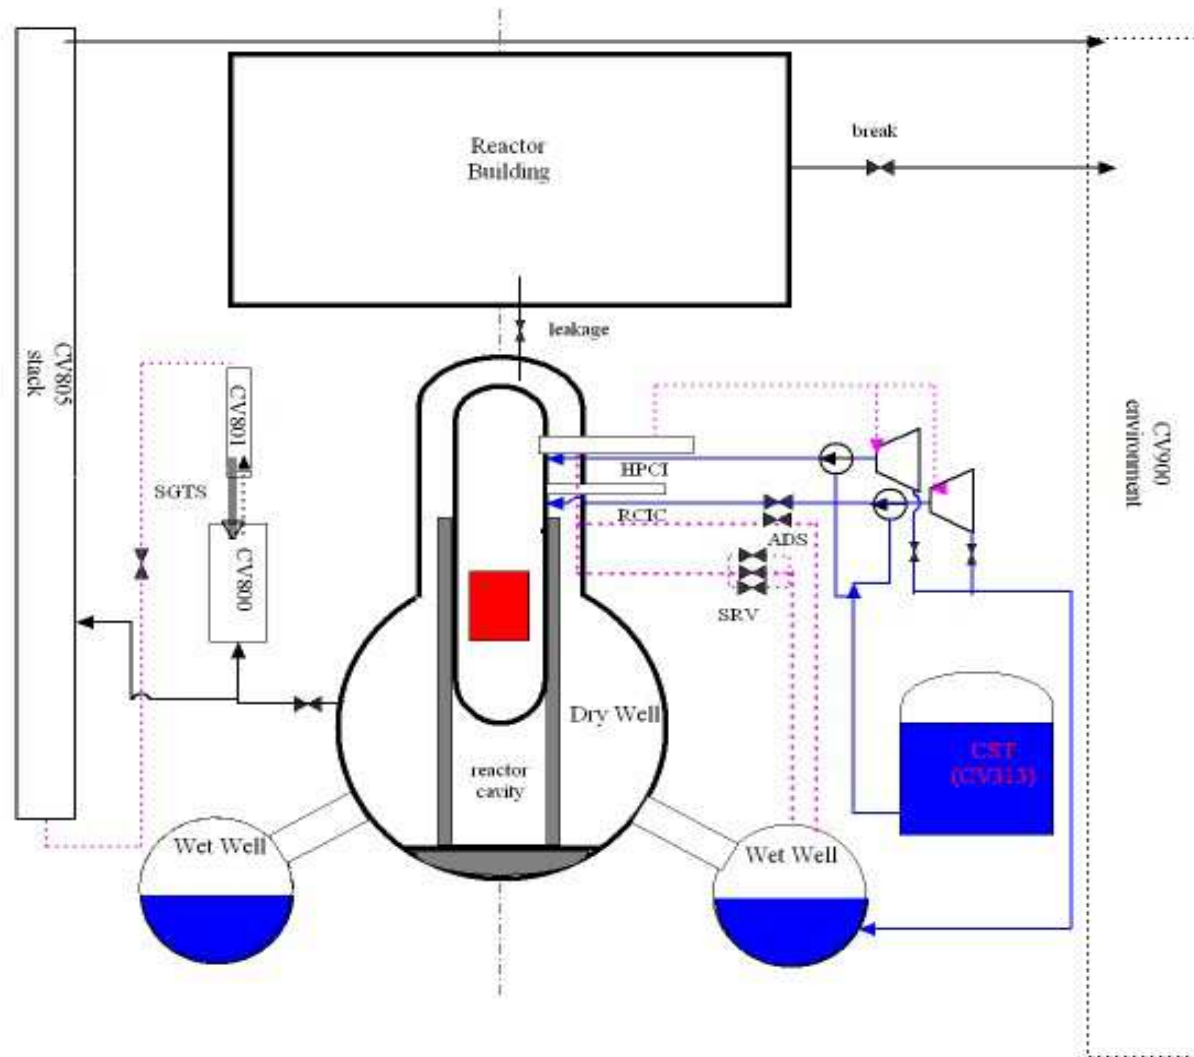 Reactor
Building
break
leakage
CV805
stack
CV801
SGTS
CV800
HPCI
RCIC
ADS
SRV
CV900
environment
Dry Well
reactor
cavity
CST
(CV313)
Wet Well
Wet Well